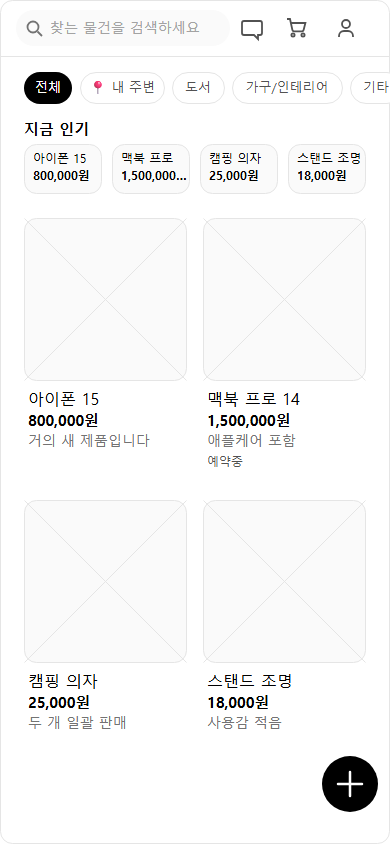 찾는 물건을 검색하세요
전체
내 주변
도서
가구/인테리어
기타
지금 인기
아이폰 15
800,000원
맥북 프로
1,500,000...
캠핑 의자
25,000원
스탠드 조명
18,000원
아이폰 15
800,000원
거의 새 제품입니다
맥북 프로 14
1,500,000원
애플케어 포함
예약중
캠핑 의자
25,000원
두 개 일괄 판매
스탠드 조명
18,000원
사용감 적음